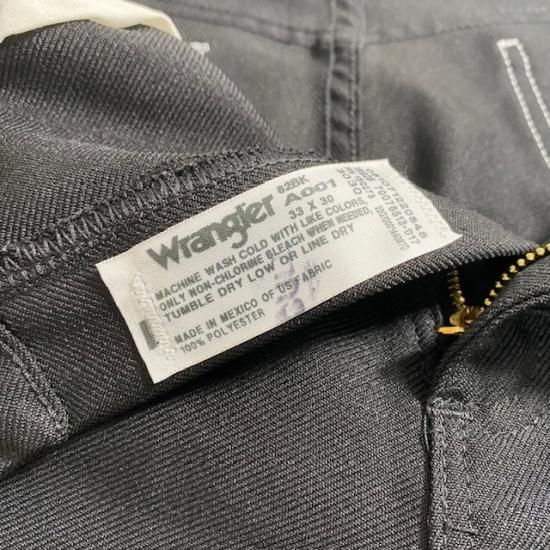 Wrangler
82BK
A001
33 X 30
MACHINE WASH COLD WITH LIKE COLORS,
ONLY NON-CHLORINE BLEACH WHEN NEEDED,
TUMBLE DRY LOW OR LINE DRY
MADE IN MEXICO OF US FABRIC
100% POLYESTER